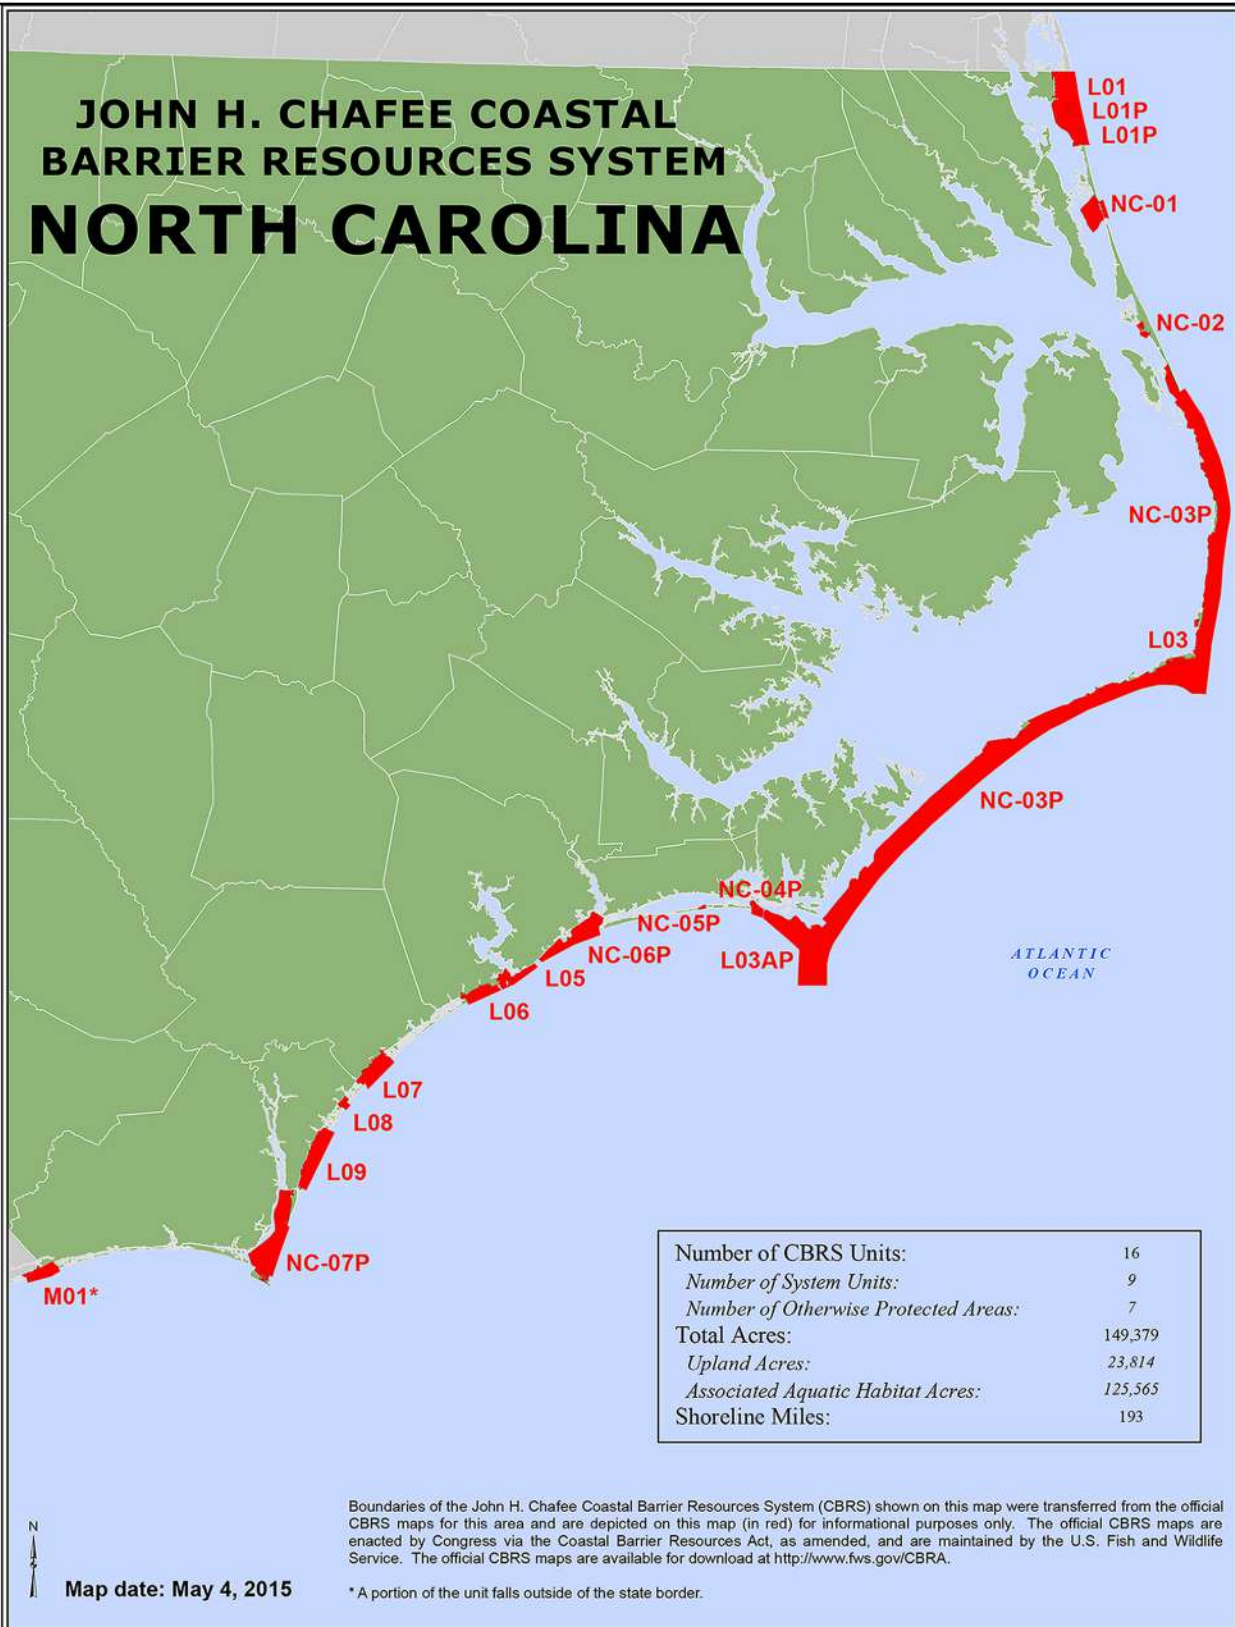 JOHN H. CHAFEE COASTAL
BARRIER RESOURCES SYSTEM
NORTH CAROLINA
L01
L01P
L01P
NC-01
NC-02
NC-03P
L03
NC-03P
NC-04P
NC-05P
NC-06P
L03AP
L05
L06
ATLANTIC
OCEAN
L07
L08
L09
NC-07P
M01*
Number of CBRS Units: 16
Number of System Units: 9
Number of Otherwise Protected Areas: 7
Total Acres: 149,379
Upland Acres: 23,814
Associated Aquatic Habitat Acres: 125,565
Shoreline Miles: 193
Boundaries of the John H. Chafee Coastal Barrier Resources System (CBRS) shown on this map were transferred from the official
CBRS maps for this area and are depicted on this map (in red) for informational purposes only. The official CBRS maps are
enacted by Congress via the Coastal Barrier Resources Act, as amended, and are maintained by the U.S. Fish and Wildlife
Service. The official CBRS maps are available for download at http://www.fws.gov/CBRA.
N
Map date: May 4, 2015
* A portion of the unit falls outside of the state border.